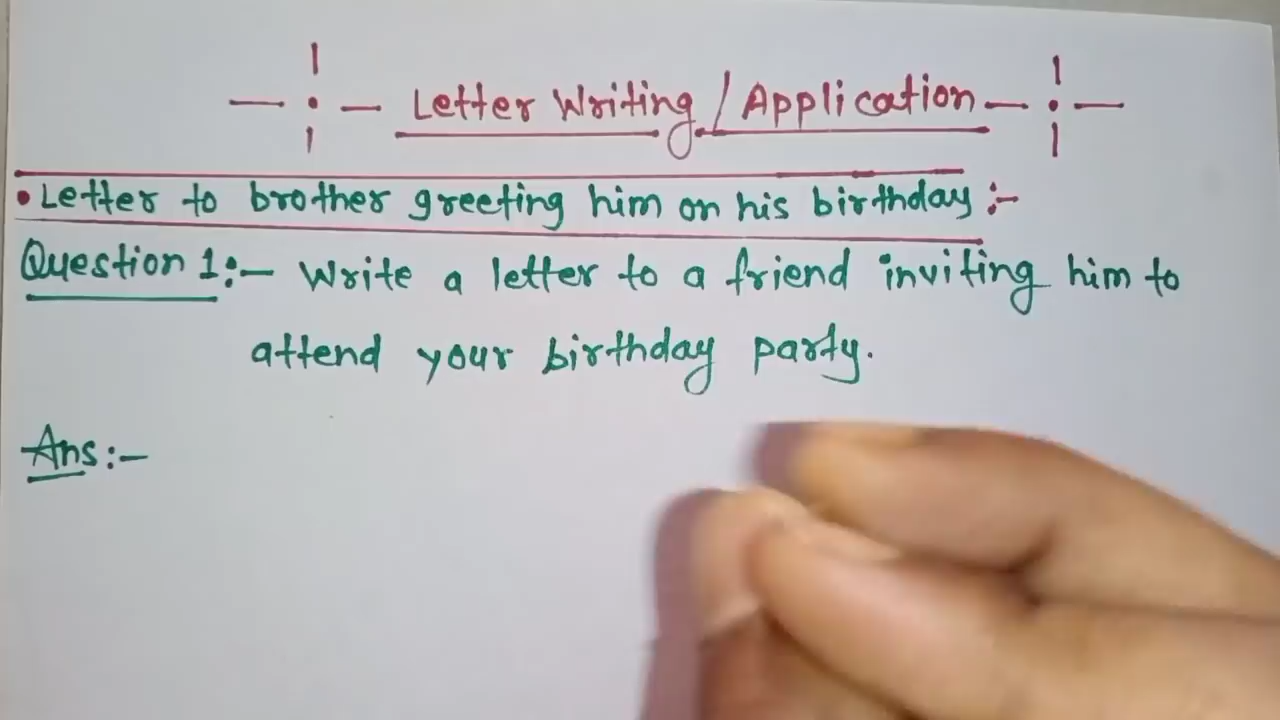 Letter Writing / Application
• Letter to brother greeting him on his birthday :-
Question 1:- Write a letter to a friend inviting him to
attend your birthday party.
Ans:-